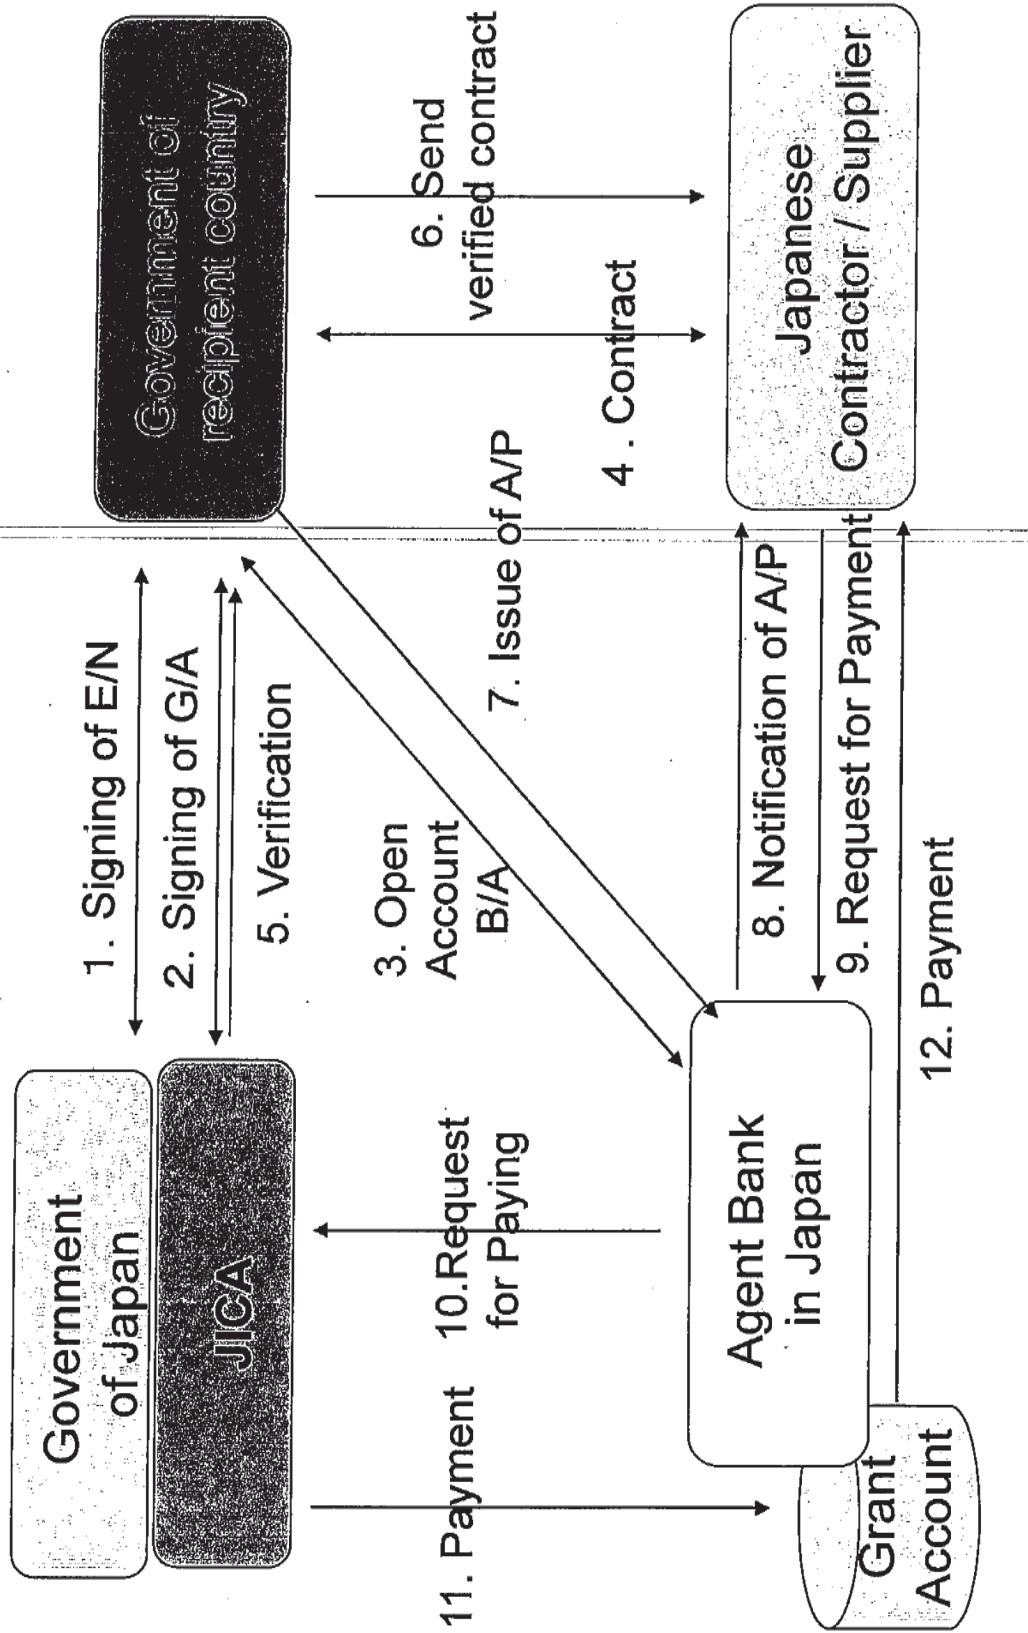 Government
of Japan
JICA
1. Signing of E/N
2. Signing of G/A
5. Verification
Government of
recipient country
11. Payment
10.Request
for Paying
3. Open
Account
B/A
7. Issue of A/P
4 . Contract
6. Send
verified contract
Agent Bank
in Japan
Grant
Account
8. Notification of A/P
9. Request for Payment
12. Payment
Japanese
Contractor / Supplier